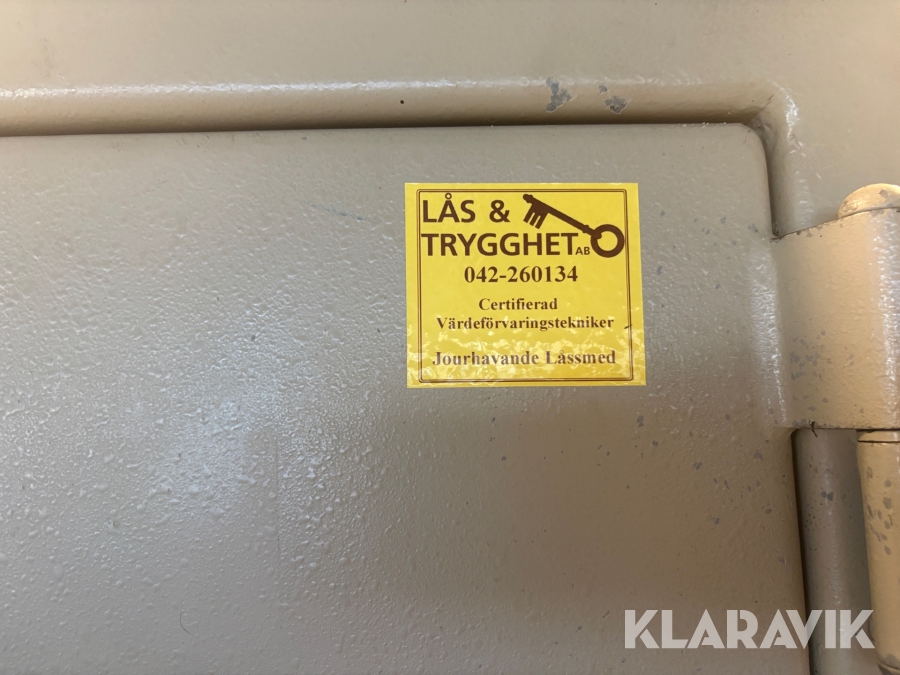 LÅS &
TRYGGHET AB
042-260134
Certifierad
Värdeförvaringstekniker
Jourhavande Låssmed
KLARAVIK